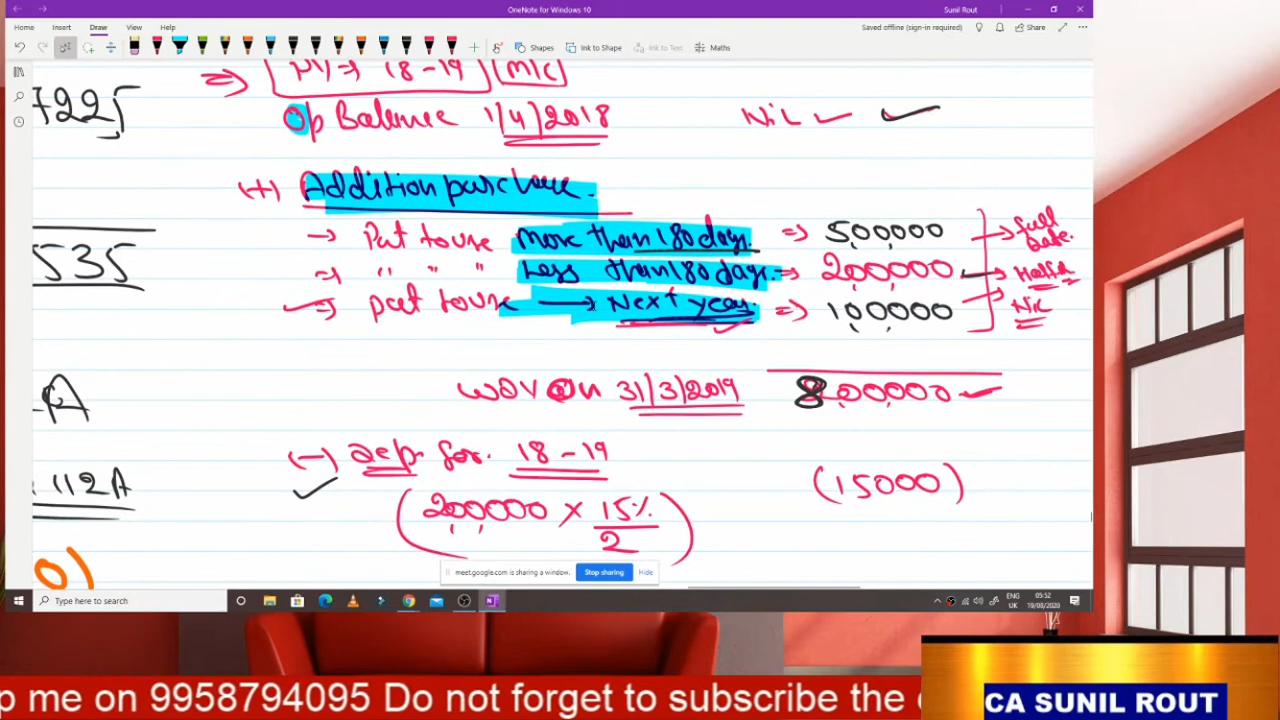 OneNote for Windows 10
Sunil Rout
Home Insert Draw View Help
Saved offline (sign-in required) Share
Shapes Ink to Shape Ink to Text Maths
PY ⇒ 18-19 M/C
7225
Op Balance 1/4/2018 NiL
(+) Addition purchase.
→ Put to use more than 180 days. ⇒ 500000 → full Rate.
535
⇒ " " " Less than 180 days. ⇒ 200000 → Half
→ put to use → Next year. ⇒ 100000 → Nil
WDV on 31/3/2019 800000
A
(-) Dep for. 18-19
112A
(200000 × 15%/2) (15000)
0)
meet.google.com is sharing a window. Stop sharing Hide
Type here to search
ENG UK
05:52
19/08/2020
p me on 9958794095 Do not forget to subscribe the
CA SUNIL ROUT